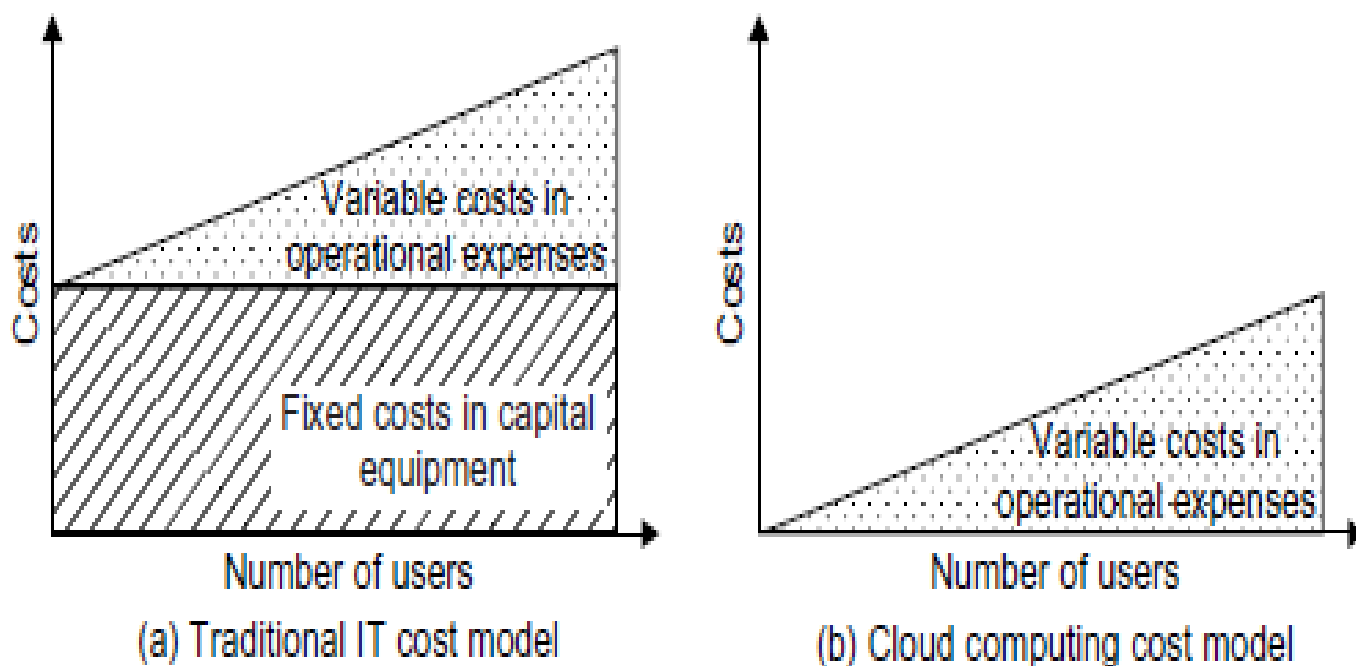 Costs
Variable costs in
operational expenses
Fixed costs in capital
equipment
Number of users
(a) Traditional IT cost model
Costs
Variable costs in
operational expenses
Number of users
(b) Cloud computing cost model